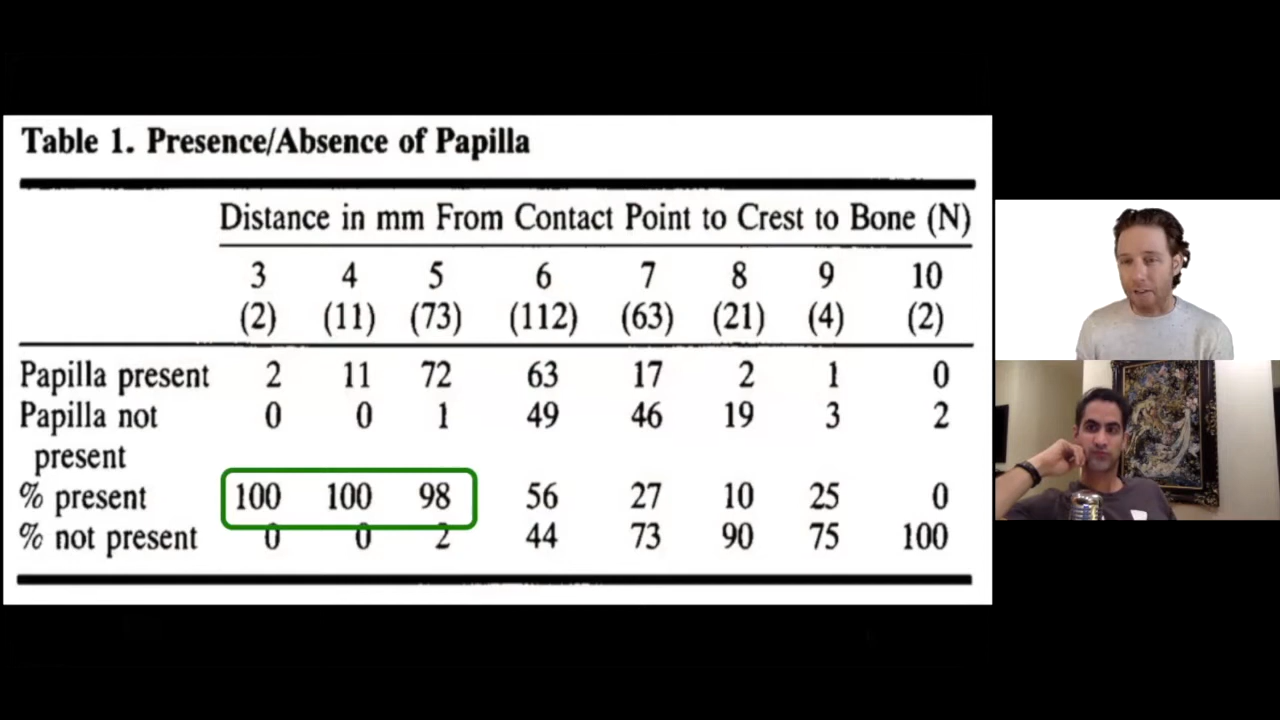 Table 1. Presence/Absence of Papilla
Distance in mm From Contact Point to Crest to Bone (N)
3 4 5 6 7 8 9 10
(2) (11) (73) (112) (63) (21) (4) (2)
Papilla present 2 11 72 63 17 2 1 0
Papilla not 0 0 1 49 46 19 3 2
present
% present 100 100 98 56 27 10 25 0
% not present 0 0 2 44 73 90 75 100